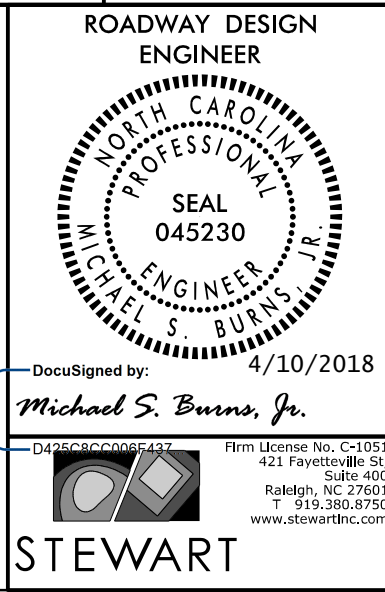 ROADWAY DESIGN
ENGINEER
NORTH CAROLINA
PROFESSIONAL
SEAL
045230
ENGINEER
MICHAEL S. BURNS, JR.
4/10/2018
DocuSigned by:
Michael S. Burns, Jr.
D425C8CC006F437...
Firm License No. C-1051
421 Fayetteville St.
Suite 400
Raleigh, NC 27601
T 919.380.8750
www.stewartinc.com
STEWART